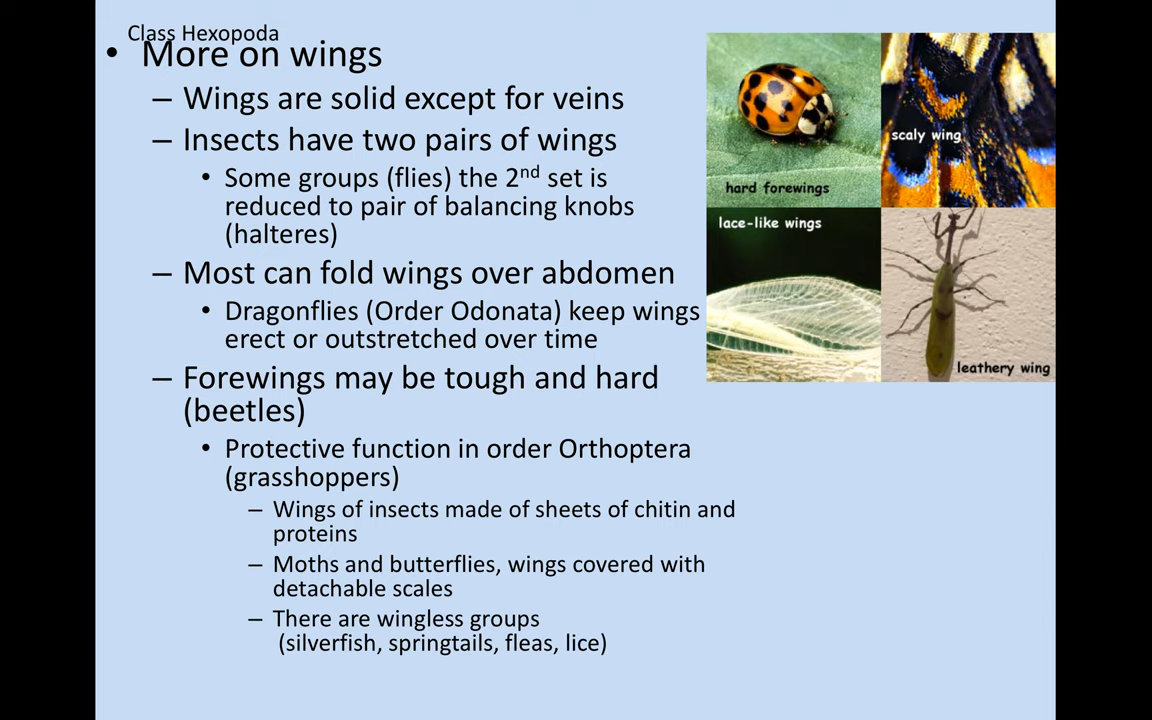 Class Hexopoda
• More on wings
– Wings are solid except for veins
– Insects have two pairs of wings
• Some groups (flies) the 2nd set is
reduced to pair of balancing knobs
(halteres)
– Most can fold wings over abdomen
• Dragonflies (Order Odonata) keep wings
erect or outstretched over time
– Forewings may be tough and hard
(beetles)
• Protective function in order Orthoptera
(grasshoppers)
– Wings of insects made of sheets of chitin and
proteins
– Moths and butterflies, wings covered with
detachable scales
– There are wingless groups
(silverfish, springtails, fleas, lice)
hard forewings
scaly wing
lace-like wings
leathery wing